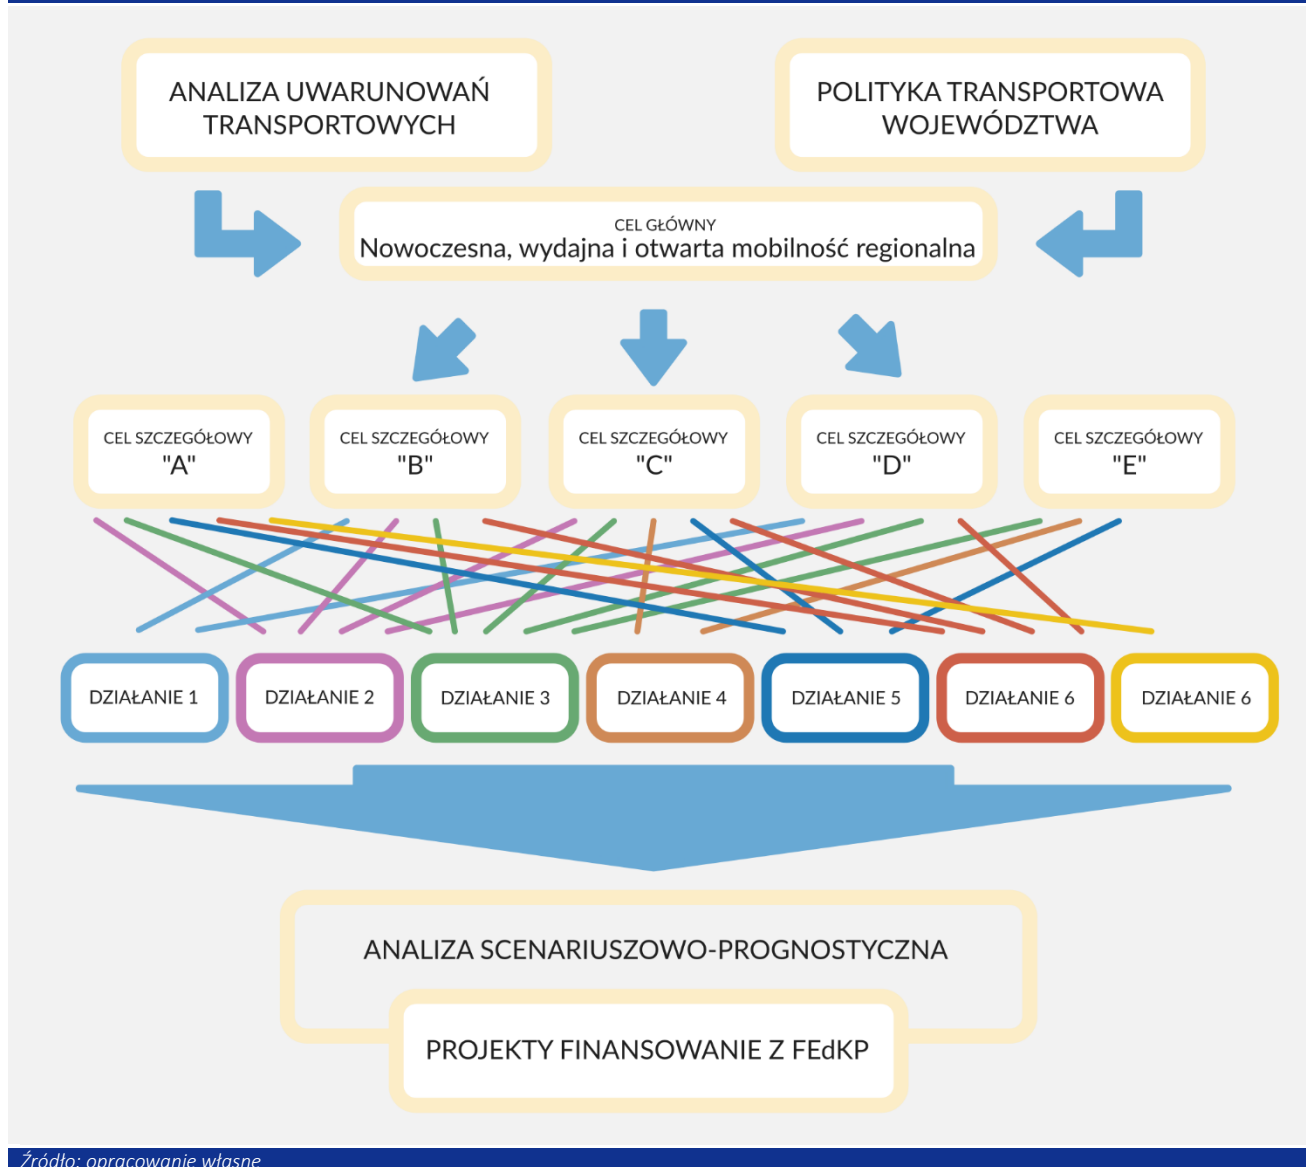 ANALIZA UWARUNOWAŃ
TRANSPORTOWYCH
POLITYKA TRANSPORTOWA
WOJEWÓDZTWA
CEL GŁÓWNY
Nowoczesna, wydajna i otwarta mobilność regionalna
CEL SZCZEGÓŁOWY
"A"
CEL SZCZEGÓŁOWY
"B"
CEL SZCZEGÓŁOWY
"C"
CEL SZCZEGÓŁOWY
"D"
CEL SZCZEGÓŁOWY
"E"
DZIAŁANIE 1
DZIAŁANIE 2
DZIAŁANIE 3
DZIAŁANIE 4
DZIAŁANIE 5
DZIAŁANIE 6
DZIAŁANIE 6
ANALIZA SCENARIUSZOWO-PROGNOSTYCZNA
PROJEKTY FINANSOWANIE Z FEdKP
Źródło: opracowanie własne